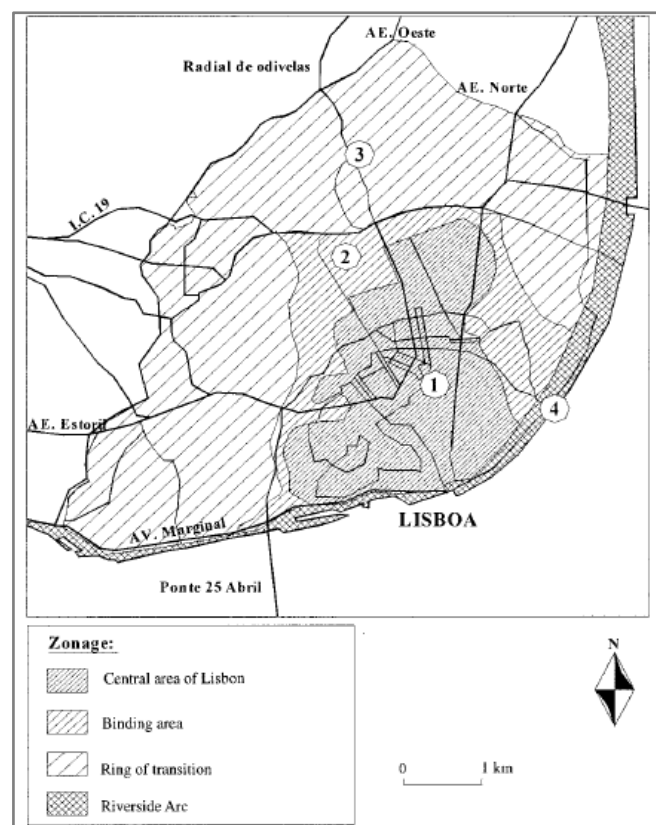 AE. Oeste
Radial de odivelas
AE. Norte
3
I.C. 19
2
1
4
AE. Estoril
LISBOA
AV. Marginal
Ponte 25 Abril
Zonage:
Central area of Lisbon
Binding area
Ring of transition
Riverside Arc
N
0 1 km